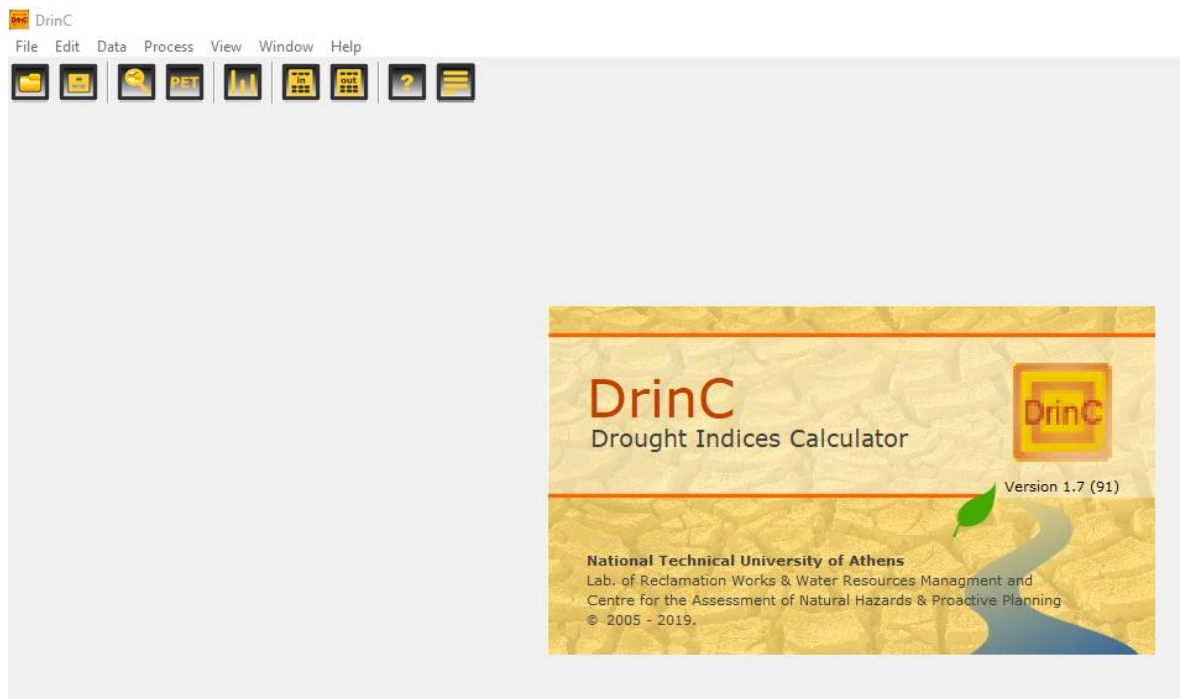 DrinC
File Edit Data Process View Window Help
PET in out ?
DrinC
Drought Indices Calculator
DrinC
Version 1.7 (91)
National Technical University of Athens
Lab. of Reclamation Works & Water Resources Managment and
Centre for the Assessment of Natural Hazards & Proactive Planning
© 2005 - 2019.